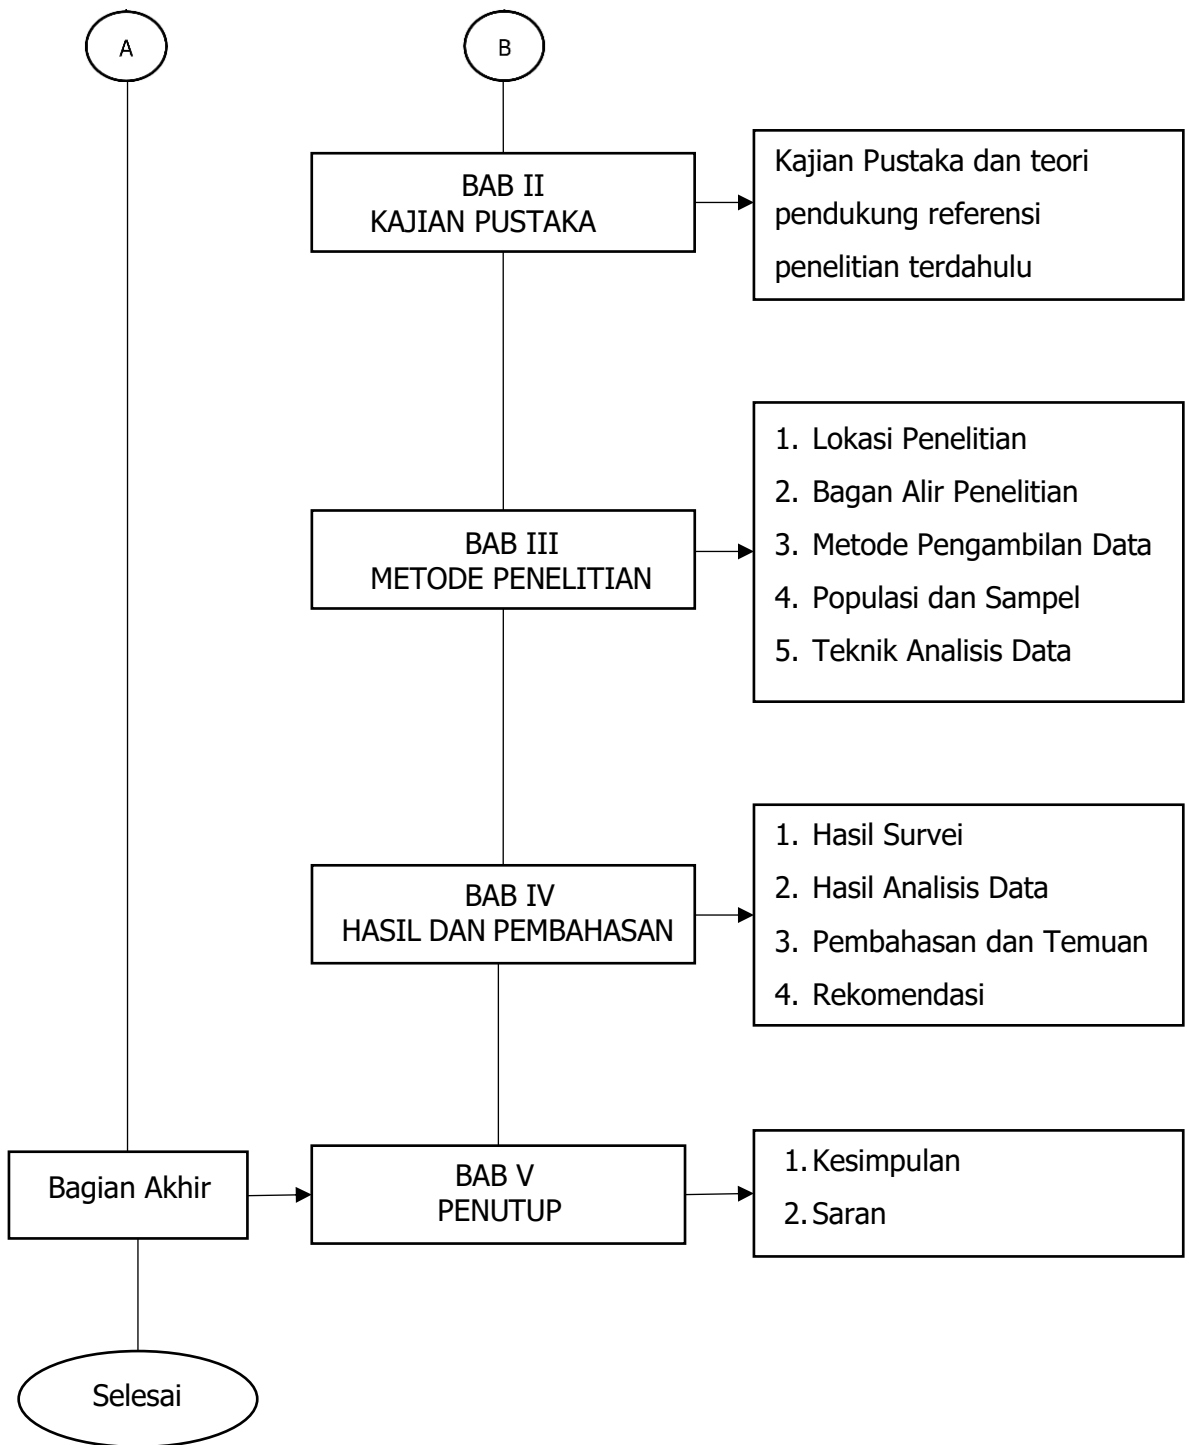 A
B
BAB II
KAJIAN PUSTAKA
Kajian Pustaka dan teori
pendukung referensi
penelitian terdahulu
BAB III
METODE PENELITIAN
1. Lokasi Penelitian
2. Bagan Alir Penelitian
3. Metode Pengambilan Data
4. Populasi dan Sampel
5. Teknik Analisis Data
BAB IV
HASIL DAN PEMBAHASAN
1. Hasil Survei
2. Hasil Analisis Data
3. Pembahasan dan Temuan
4. Rekomendasi
Bagian Akhir
BAB V
PENUTUP
1. Kesimpulan
2. Saran
Selesai